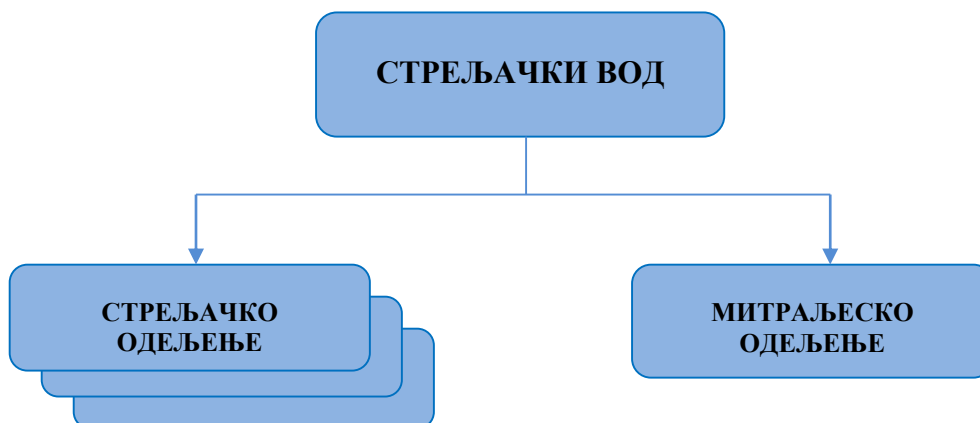 СТРЕЉАЧКИ ВОД
СТРЕЉАЧКО
ОДЕЉЕЊЕ
МИТРАЉЕСКО
ОДЕЉЕЊЕ